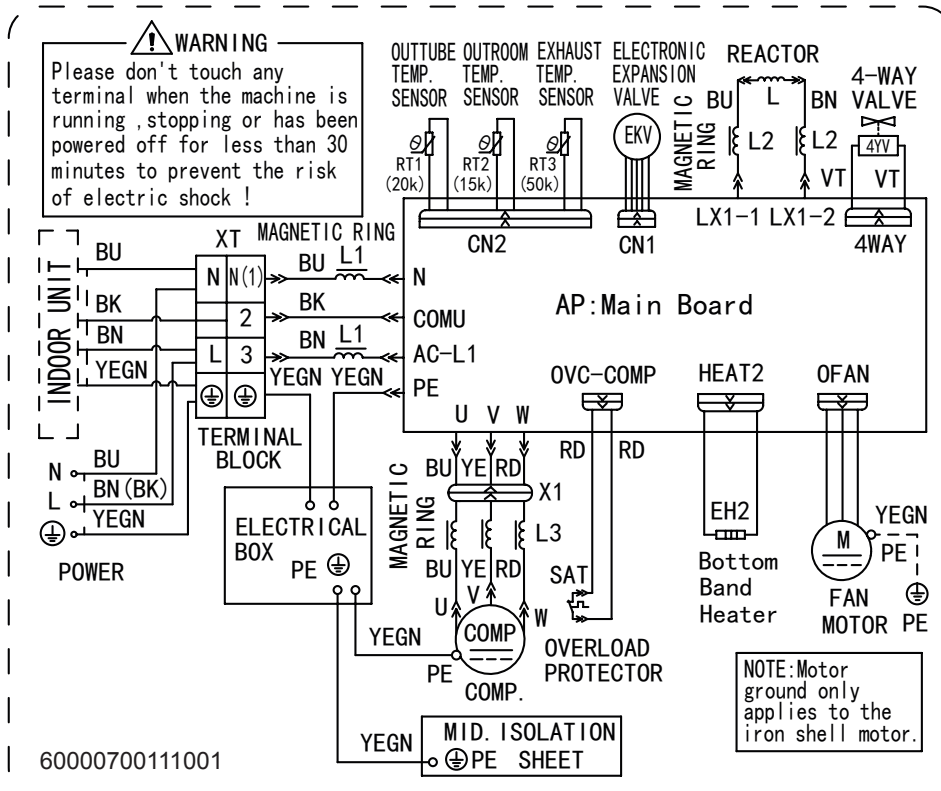 WARNING
Please don't touch any
terminal when the machine is
running ,stopping or has been
powered off for less than 30
minutes to prevent the risk
of electric shock !
OUTTUBE TEMP. SENSOR
OUTROOM TEMP. SENSOR
EXHAUST TEMP. SENSOR
ELECTRONIC EXPANSION VALVE
REACTOR
4-WAY VALVE
BU L BN
MAGNETIC RING
EKV
L2 L2
4YV
θ θ θ
RT1 RT2 RT3
(20k) (15k) (50k)
VT VT
CN2 CN1 LX1-1 LX1-2 4WAY
INDOOR UNIT
XT MAGNETIC RING
BU N N(1) BU L1 N
BK 2 BK COMU
BN L 3 BN L1 AC-L1
YEGN YEGN YEGN PE
AP:Main Board
OVC-COMP HEAT2 OFAN
U V W
TERMINAL
BLOCK
N BU
L BN(BK)
YEGN
POWER
ELECTRICAL
BOX
PE
MAGNETIC RING
BU YE RD
X1
L3
BU YE RD
U V W
RD RD
SAT
OVERLOAD
PROTECTOR
EH2
Bottom
Band
Heater
M
YEGN
PE
FAN
MOTOR PE
YEGN
PE
COMP
COMP.
YEGN
MID. ISOLATION
PE SHEET
NOTE:Motor
ground only
applies to the
iron shell motor.
60000700111001